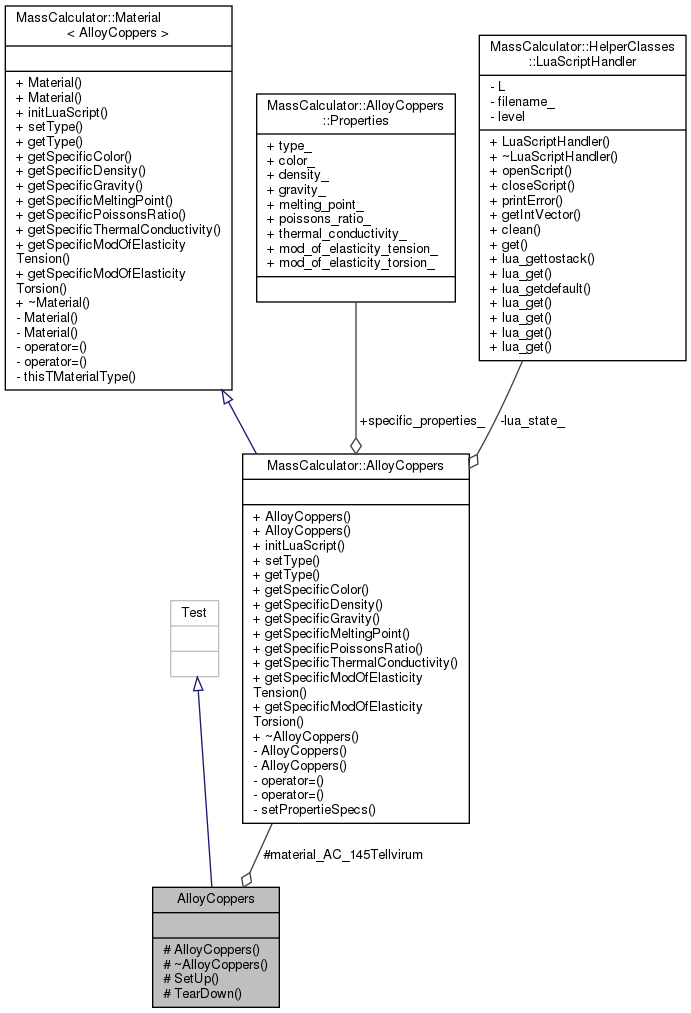 MassCalculator::Material
< AlloyCoppers >
+ Material()
+ Material()
+ initLuaScript()
+ setType()
+ getType()
+ getSpecificColor()
+ getSpecificDensity()
+ getSpecificGravity()
+ getSpecificMeltingPoint()
+ getSpecificPoissonsRatio()
+ getSpecificThermalConductivity()
+ getSpecificModOfElasticity
Tension()
+ getSpecificModOfElasticity
Torsion()
+ ~Material()
- Material()
- Material()
- operator=()
- operator=()
- thisTMaterialType()
MassCalculator::AlloyCoppers
::Properties
+ type_
+ color_
+ density_
+ gravity_
+ melting_point_
+ poissons_ratio_
+ thermal_conductivity_
+ mod_of_elasticity_tension_
+ mod_of_elasticity_torsion_
MassCalculator::HelperClasses
::LuaScriptHandler
- L
- filename_
- level
+ LuaScriptHandler()
+ ~LuaScriptHandler()
+ openScript()
+ closeScript()
+ printError()
+ getIntVector()
+ clean()
+ get()
+ lua_gettostack()
+ lua_get()
+ lua_getdefault()
+ lua_get()
+ lua_get()
+ lua_get()
+ lua_get()
+specific_properties_
-lua_state_
MassCalculator::AlloyCoppers
+ AlloyCoppers()
+ AlloyCoppers()
+ initLuaScript()
+ setType()
+ getType()
+ getSpecificColor()
+ getSpecificDensity()
+ getSpecificGravity()
+ getSpecificMeltingPoint()
+ getSpecificPoissonsRatio()
+ getSpecificThermalConductivity()
+ getSpecificModOfElasticity
Tension()
+ getSpecificModOfElasticity
Torsion()
+ ~AlloyCoppers()
- AlloyCoppers()
- AlloyCoppers()
- operator=()
- operator=()
- setPropertieSpecs()
Test
#material_AC_145Tellvirum
AlloyCoppers
# AlloyCoppers()
# ~AlloyCoppers()
# SetUp()
# TearDown()